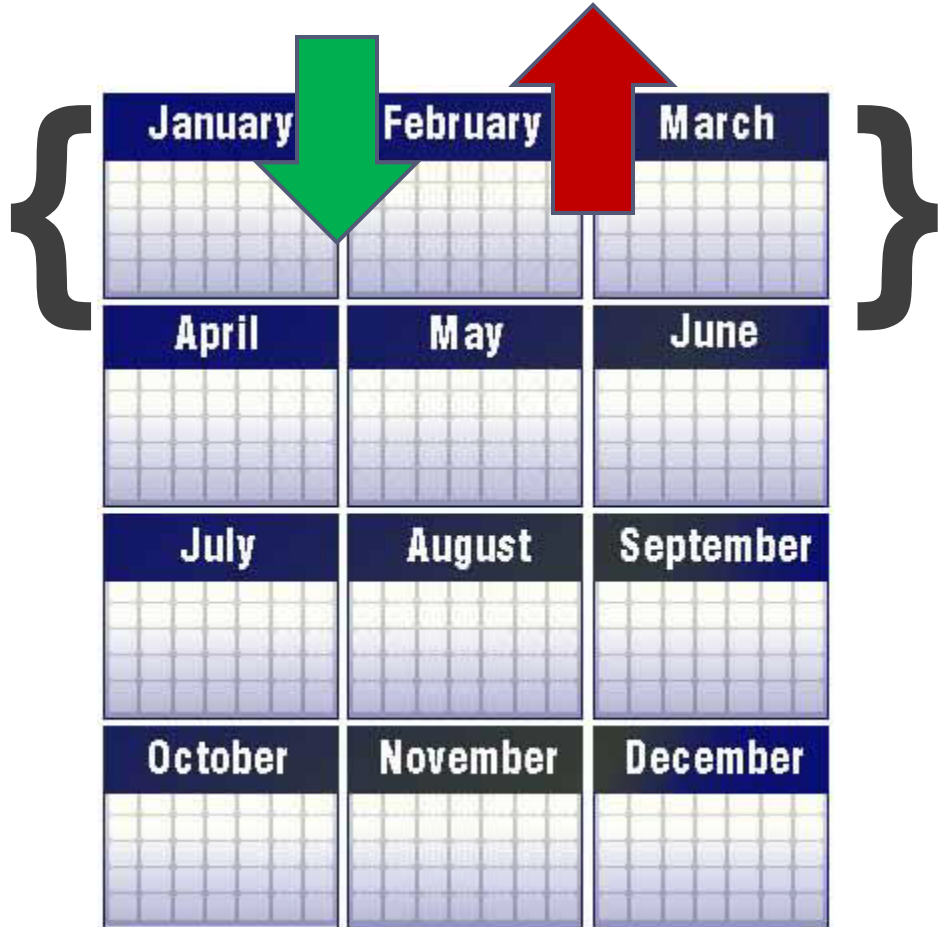 { January February March }
April May June
July August September
October November December